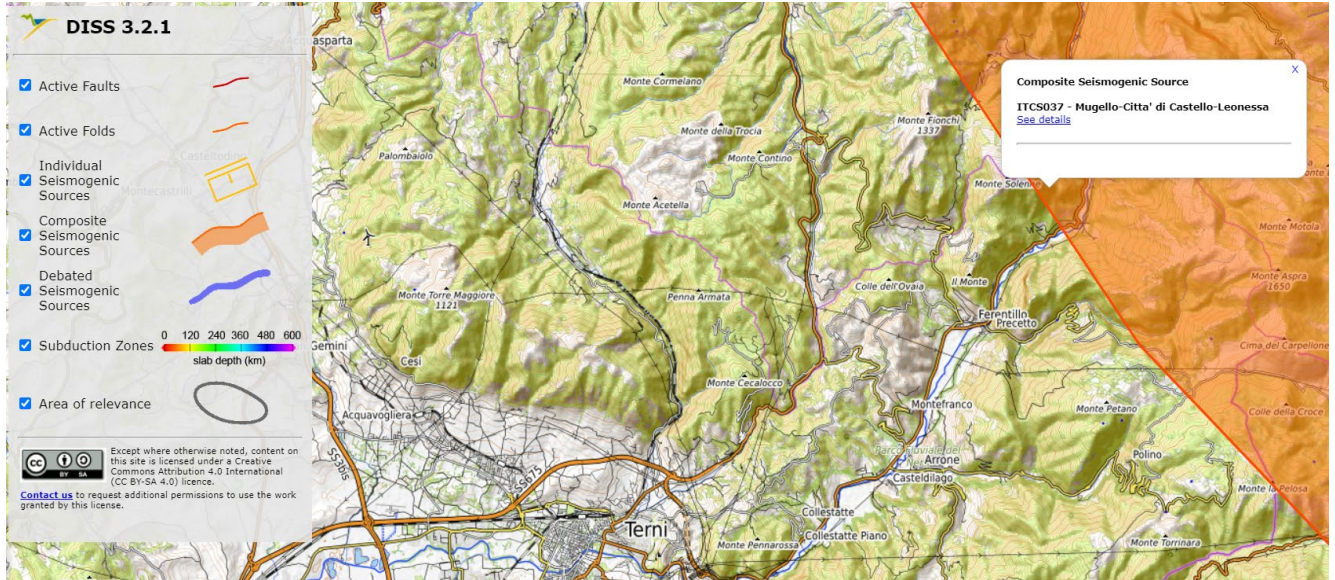 DISS 3.2.1
Active Faults
Active Folds
Individual
Seismogenic
Sources
Composite
Seismogenic
Sources
Debated
Seismogenic
Sources
Subduction Zones
0 120 240 360 480 600
slab depth (km)
Area of relevance
cc
BY SA
Except where otherwise noted, content on
this site is licensed under a Creative
Commons Attribution 4.0 International
(CC BY-SA 4.0) licence.
Contact us to request additional permissions to use the work
granted by this license.
X
Composite Seismogenic Source
ITCS037 - Mugello-Citta' di Castello-Leonessa
See details
Monte Cormelano
Monte Fionchi
1337
Monte della Trocia
Palombaiolo
Monte Contino
Monte Acetella
Monte Motola
Monte Aspra
1650
Il Monte
Colle dell'Ovaia
Monte Torre Maggiore
1121
Penna Armata
Ferentillo
Precetto
Gemini
Cesi
Cima del Carpellone
Monte Cecalocco
Acquavogliera
Montefranco
Monte Petano
Colle della Croce
SS3bis
SS675
Arrone
Polino
Casteldilago
Monte la Pelosa
Collestatte
Terni
Collestatte Piano
Monte Pennarossa
Monte Torrinara